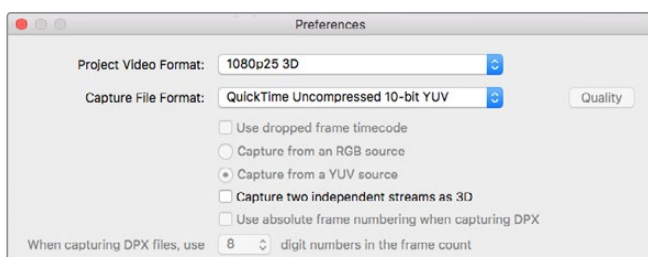 Preferences
Project Video Format: 1080p25 3D
Capture File Format: QuickTime Uncompressed 10-bit YUV Quality
Use dropped frame timecode
Capture from an RGB source
Capture from a YUV source
Capture two independent streams as 3D
Use absolute frame numbering when capturing DPX
When capturing DPX files, use 8 digit numbers in the frame count